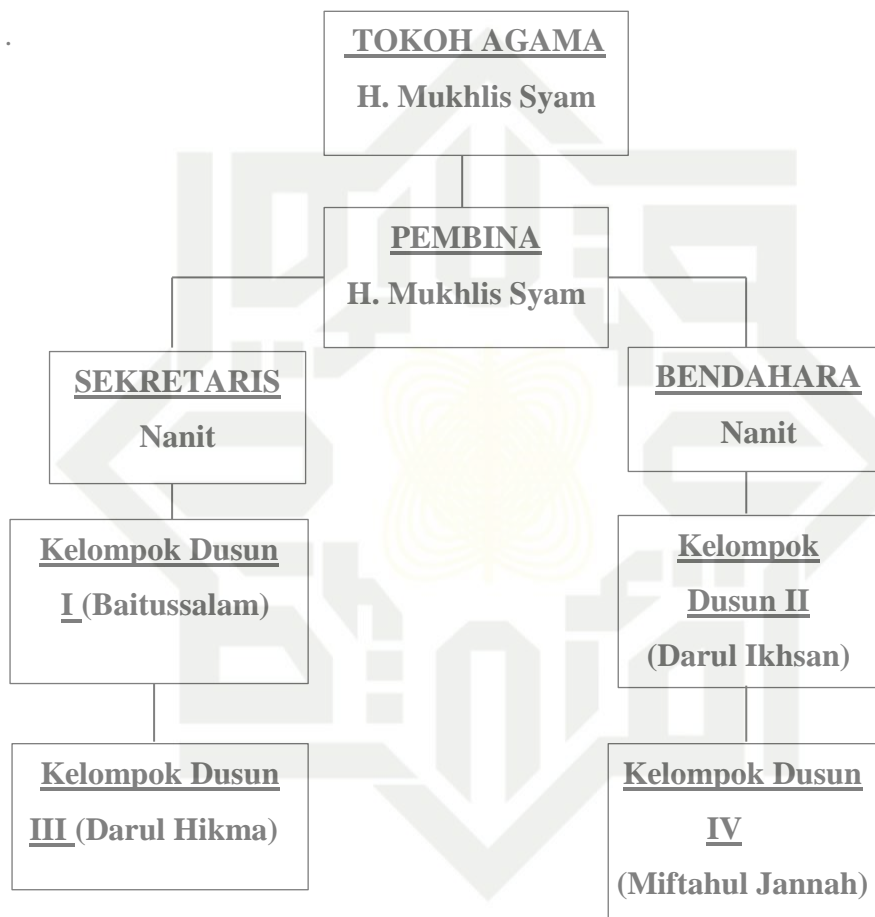 TOKOH AGAMA
H. Mukhlis Syam
PEMBINA
H. Mukhlis Syam
SEKRETARIS
Nanit
BENDAHARA
Nanit
Kelompok Dusun
I (Baitussalam)
Kelompok
Dusun II
(Darul Ikhsan)
Kelompok Dusun
III (Darul Hikma)
Kelompok Dusun
IV
(Miftahul Jannah)